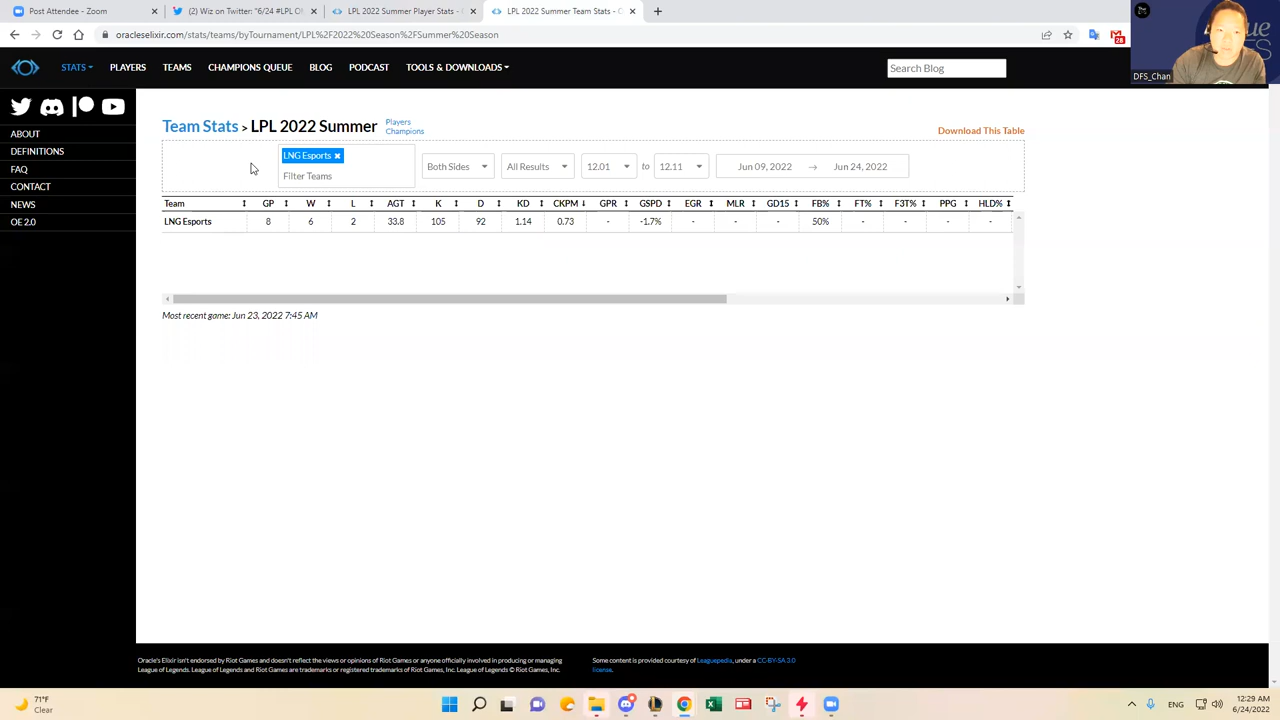 Post Attendee - Zoom
(2) Wiz on Twitter: "6/24 #LPL O
LPL 2022 Summer Player Stats -
LPL 2022 Summer Team Stats - O
oracleselixir.com/stats/teams/byTournament/LPL%2F2022%20Season%2FSummer%20Season
28
DFS_Chan
STATS
PLAYERS
TEAMS
CHAMPIONS QUEUE
BLOG
PODCAST
TOOLS & DOWNLOADS
Search Blog
ABOUT
DEFINITIONS
FAQ
CONTACT
NEWS
OE 2.0
Team Stats > LPL 2022 Summer
Players
Champions
Download This Table
LNG Esports
Filter Teams
Both Sides
All Results
12.01 to 12.11
Jun 09, 2022 → Jun 24, 2022
Team GP W L AGT K D KD CKPM GPR GSPD EGR MLR GD15 FB% FT% F3T% PPG HLD%
LNG Esports 8 6 2 33.8 105 92 1.14 0.73 - -1.7% - - - 50% - - - -
Most recent game: Jun 23, 2022 7:45 AM
Oracle's Elixir isn't endorsed by Riot Games and doesn't reflect the views or opinions of Riot Games or anyone officially involved in producing or managing
League of Legends. League of Legends and Riot Games are trademarks or registered trademarks of Riot Games, Inc. League of Legends © Riot Games, Inc.
Some content is provided courtesy of Leaguepedia, under a CC-BY-SA 3.0
license.
71°F
Clear
ENG
12:29 AM
6/24/2022